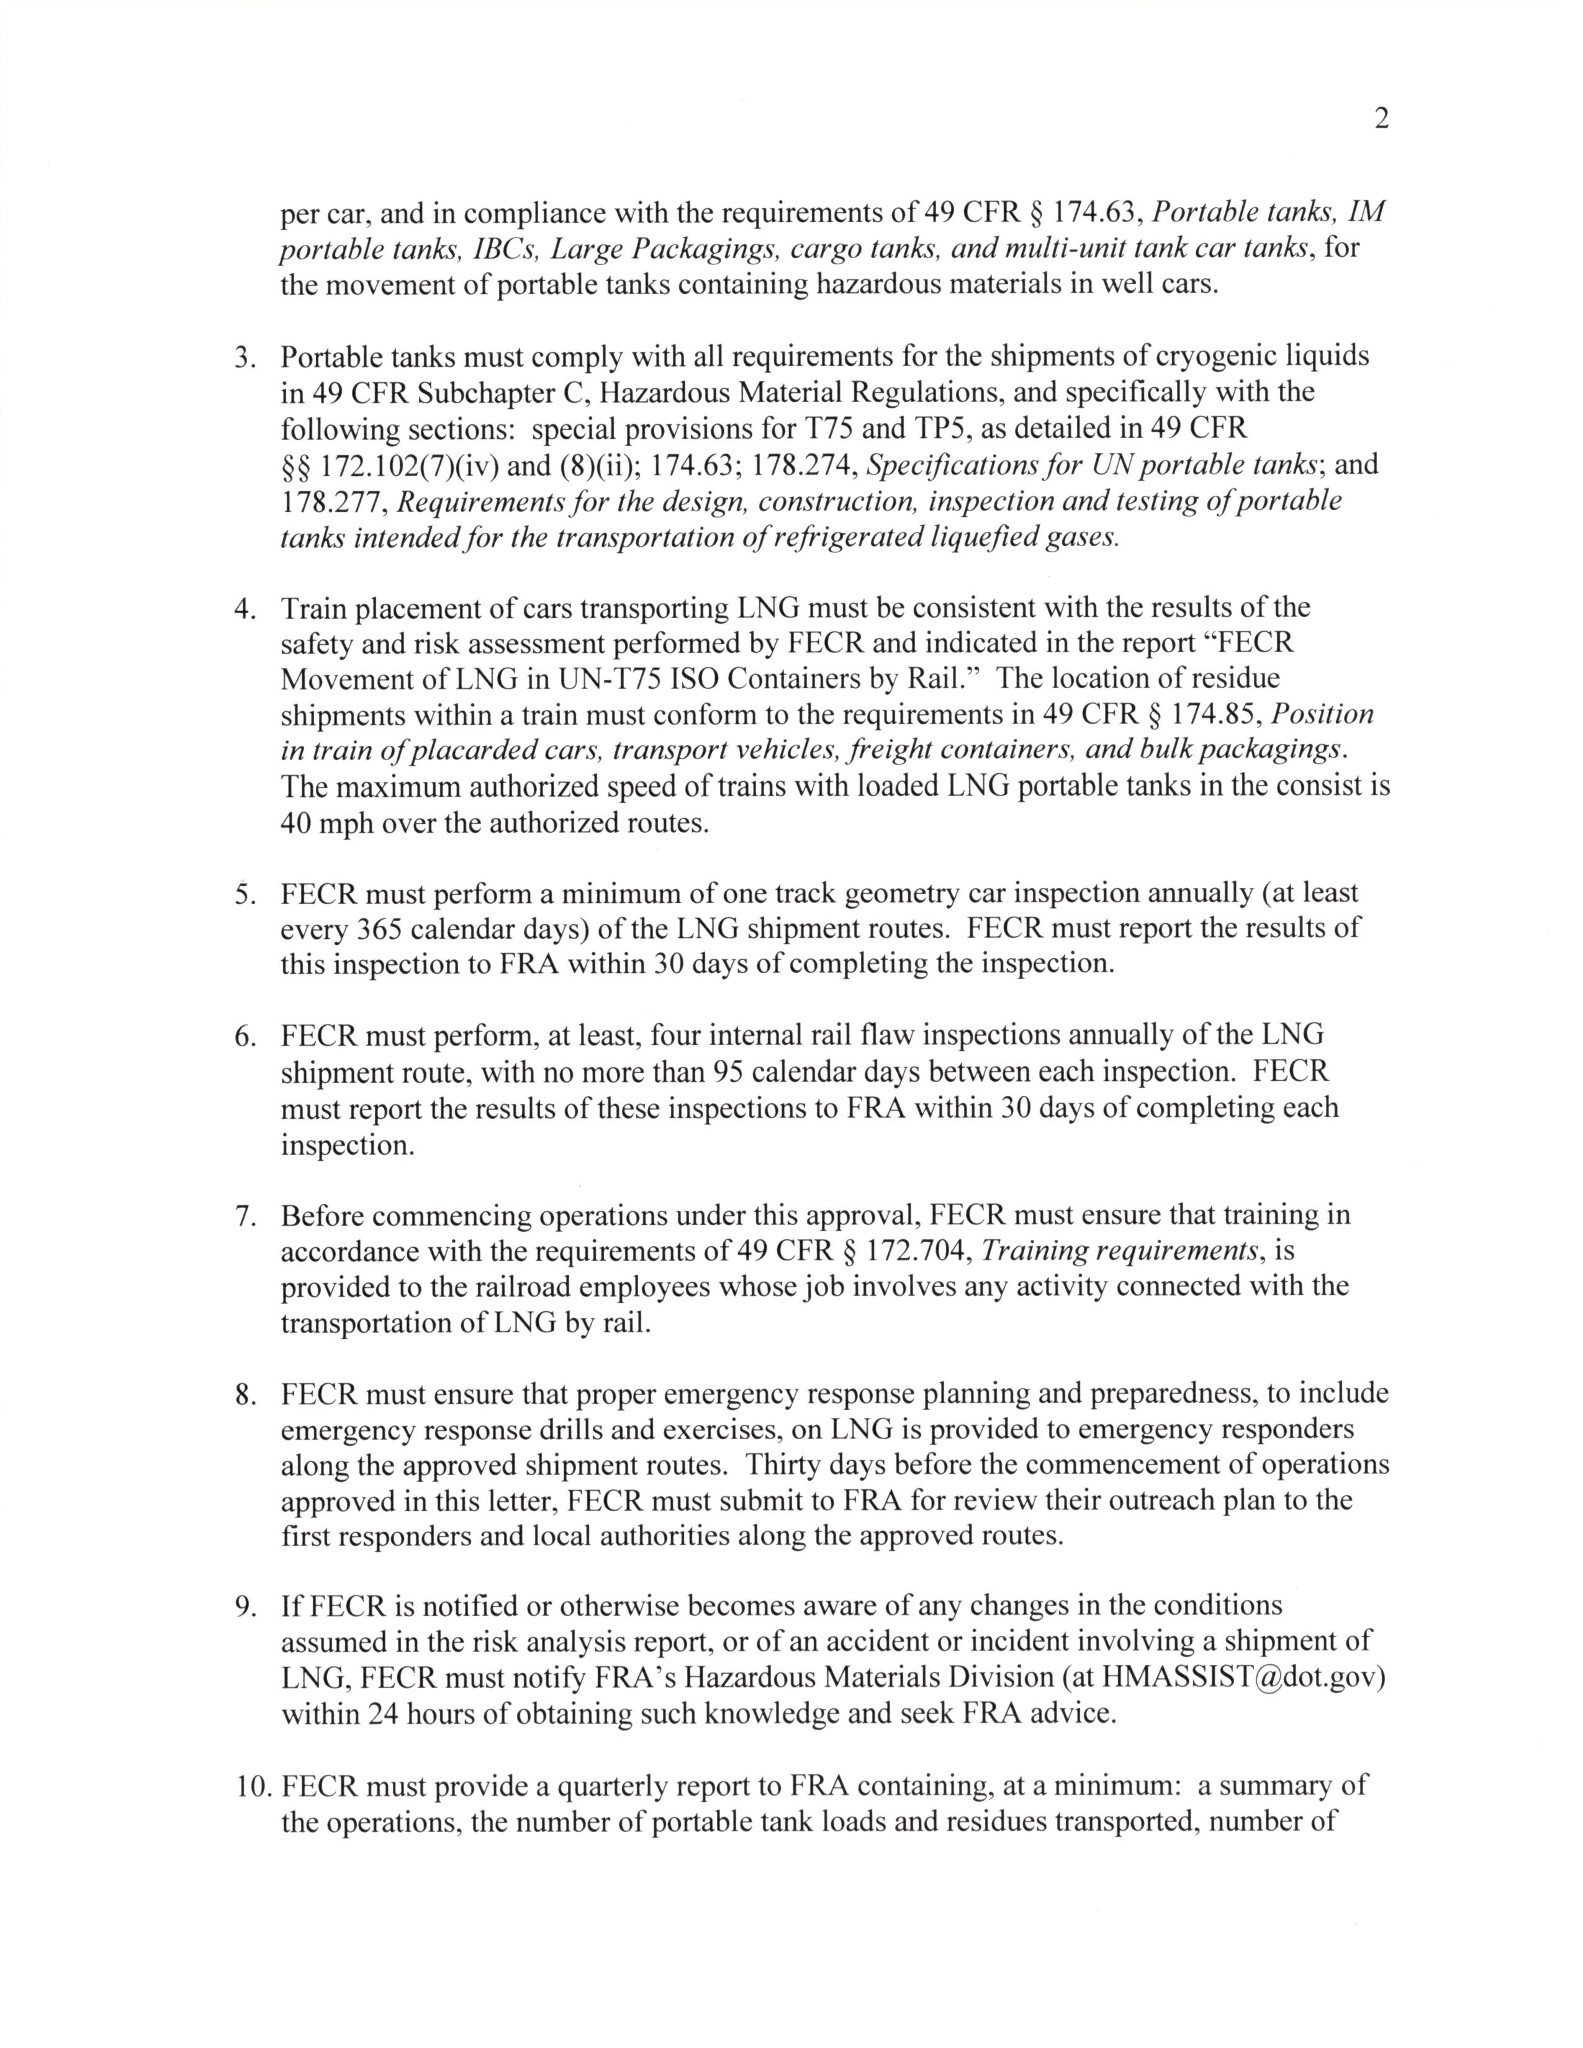 2
per car, and in compliance with the requirements of 49 CFR § 174.63, Portable tanks, IM
portable tanks, IBCs, Large Packagings, cargo tanks, and multi-unit tank car tanks, for
the movement of portable tanks containing hazardous materials in well cars.
3. Portable tanks must comply with all requirements for the shipments of cryogenic liquids
in 49 CFR Subchapter C, Hazardous Material Regulations, and specifically with the
following sections: special provisions for T75 and TP5, as detailed in 49 CFR
§§ 172.102(7)(iv) and (8)(ii); 174.63; 178.274, Specifications for UN portable tanks; and
178.277, Requirements for the design, construction, inspection and testing of portable
tanks intended for the transportation of refrigerated liquefied gases.
4. Train placement of cars transporting LNG must be consistent with the results of the
safety and risk assessment performed by FECR and indicated in the report “FECR
Movement of LNG in UN-T75 ISO Containers by Rail.” The location of residue
shipments within a train must conform to the requirements in 49 CFR § 174.85, Position
in train of placarded cars, transport vehicles, freight containers, and bulk packagings.
The maximum authorized speed of trains with loaded LNG portable tanks in the consist is
40 mph over the authorized routes.
5. FECR must perform a minimum of one track geometry car inspection annually (at least
every 365 calendar days) of the LNG shipment routes. FECR must report the results of
this inspection to FRA within 30 days of completing the inspection.
6. FECR must perform, at least, four internal rail flaw inspections annually of the LNG
shipment route, with no more than 95 calendar days between each inspection. FECR
must report the results of these inspections to FRA within 30 days of completing each
inspection.
7. Before commencing operations under this approval, FECR must ensure that training in
accordance with the requirements of 49 CFR § 172.704, Training requirements, is
provided to the railroad employees whose job involves any activity connected with the
transportation of LNG by rail.
8. FECR must ensure that proper emergency response planning and preparedness, to include
emergency response drills and exercises, on LNG is provided to emergency responders
along the approved shipment routes. Thirty days before the commencement of operations
approved in this letter, FECR must submit to FRA for review their outreach plan to the
first responders and local authorities along the approved routes.
9. If FECR is notified or otherwise becomes aware of any changes in the conditions
assumed in the risk analysis report, or of an accident or incident involving a shipment of
LNG, FECR must notify FRA’s Hazardous Materials Division (at HMASSIST@dot.gov)
within 24 hours of obtaining such knowledge and seek FRA advice.
10. FECR must provide a quarterly report to FRA containing, at a minimum: a summary of
the operations, the number of portable tank loads and residues transported, number of